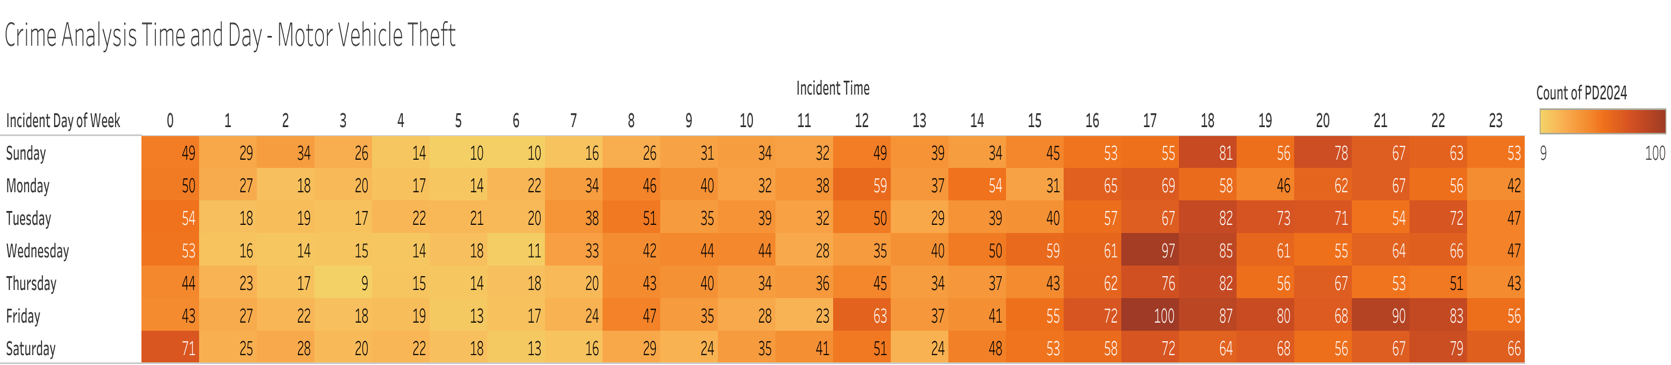 Crime Analysis Time and Day - Motor Vehicle Theft
Incident Time
Count of PD2024
Incident Day of Week 0 1 2 3 4 5 6 7 8 9 10 11 12 13 14 15 16 17 18 19 20 21 22 23
Sunday 49 29 34 26 14 10 10 16 26 31 34 32 49 39 34 45 53 55 81 56 78 67 63 53
9 100
Monday 50 27 18 20 17 14 22 34 46 40 32 38 59 37 54 31 65 69 58 46 62 67 56 42
Tuesday 54 18 19 17 22 21 20 38 51 35 39 32 50 29 39 40 57 67 82 73 71 54 72 47
Wednesday 53 16 14 15 14 18 11 33 42 44 44 28 35 40 50 59 61 97 85 61 55 64 66 47
Thursday 44 23 17 9 15 14 18 20 43 40 34 36 45 34 37 43 62 76 82 56 67 53 51 43
Friday 43 27 22 18 19 13 17 24 47 35 28 23 63 37 41 55 72 100 87 80 68 90 83 56
Saturday 71 25 28 20 22 18 13 16 29 24 35 41 51 24 48 53 58 72 64 68 56 67 79 66